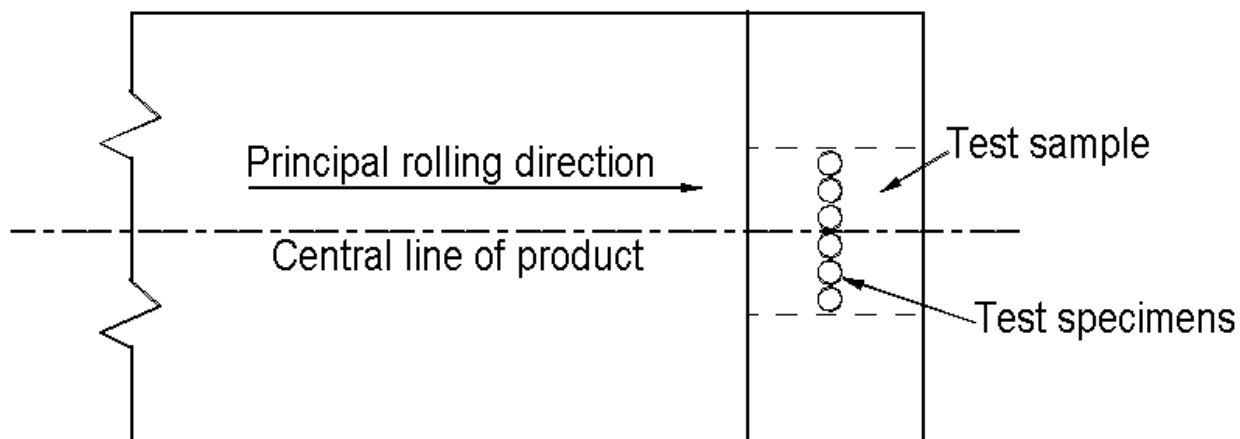 Principal rolling direction
Test sample
Central line of product
Test specimens